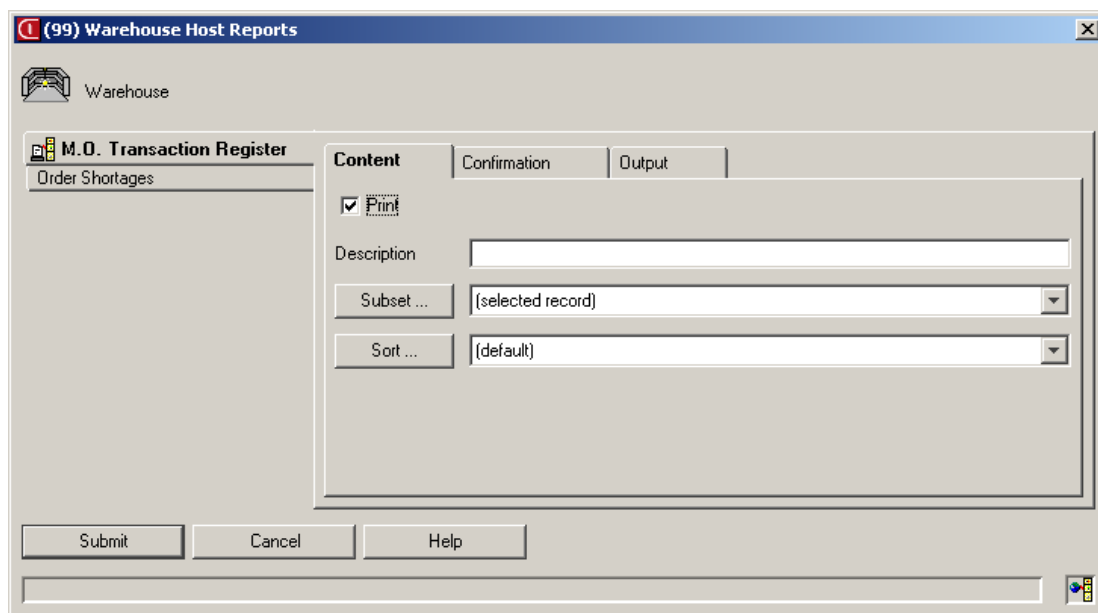 (99) Warehouse Host Reports
Warehouse
M.O. Transaction Register
Order Shortages
Content Confirmation Output
Print
Description
Subset ... (selected record)
Sort ... (default)
Submit Cancel Help